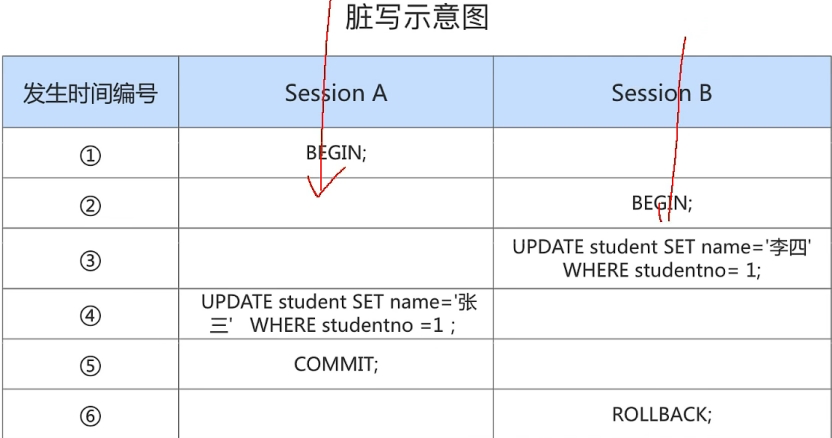 脏写示意图
发生时间编号 Session A Session B
① BEGIN;
② BEGIN;
③ UPDATE student SET name='李四'
WHERE studentno= 1;
④ UPDATE student SET name='张
三' WHERE studentno =1 ;
⑤ COMMIT;
⑥ ROLLBACK;